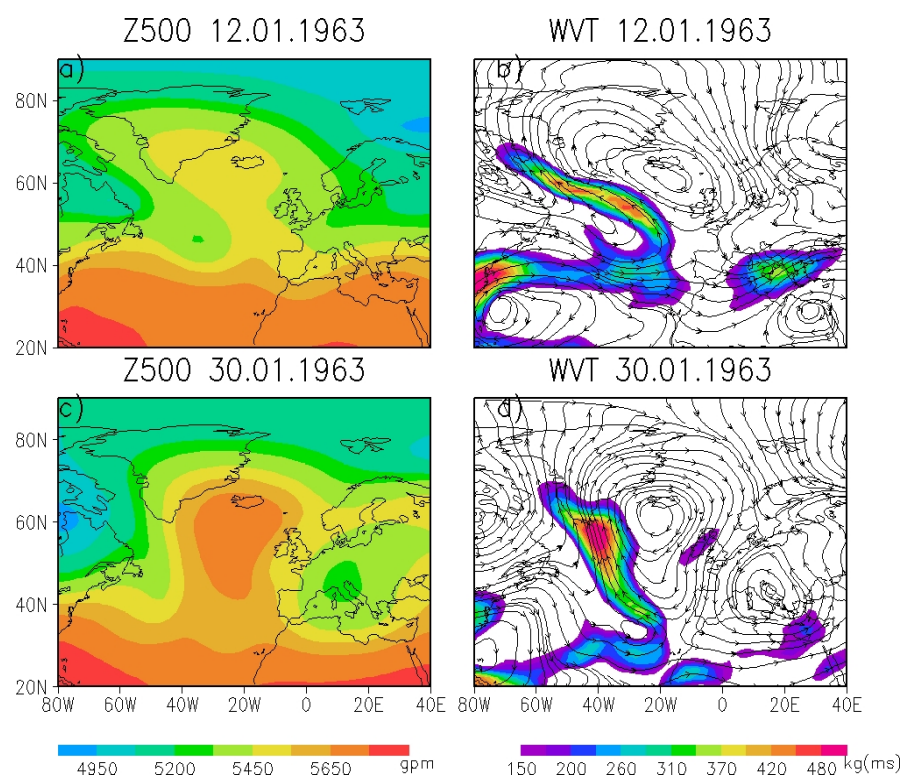 Z500 12.01.1963 WVT 12.01.1963
a) b)
80N
60N
40N
20N
Z500 30.01.1963 WVT 30.01.1963
c) d)
80N
60N
40N
20N
80W 60W 40W 20W 0 20E 40E 80W 60W 40W 20W 0 20E 40E
4950 5200 5450 5650 gpm 150 200 260 310 370 420 480 kg(ms)